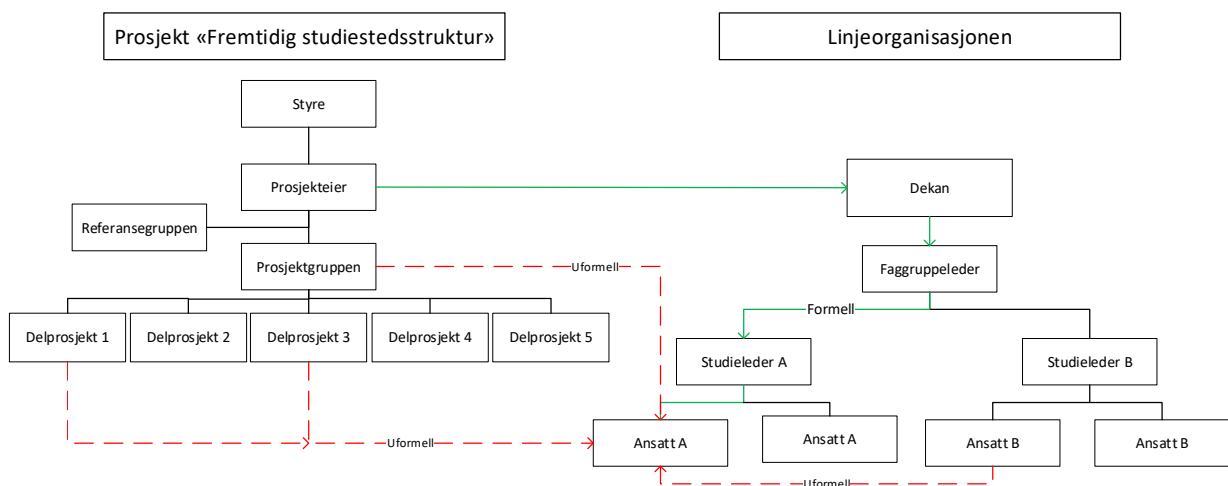 Prosjekt «Fremtidig studiestedsstruktur»
Linjeorganisasjonen
Styre
Prosjekteier
Dekan
Referansegruppen
Prosjektgruppen
Uformell
Faggruppeleder
Formell
Delprosjekt 1
Delprosjekt 2
Delprosjekt 3
Delprosjekt 4
Delprosjekt 5
Studieleder A
Studieleder B
Uformell
Ansatt A
Ansatt A
Ansatt B
Ansatt B
Uformell